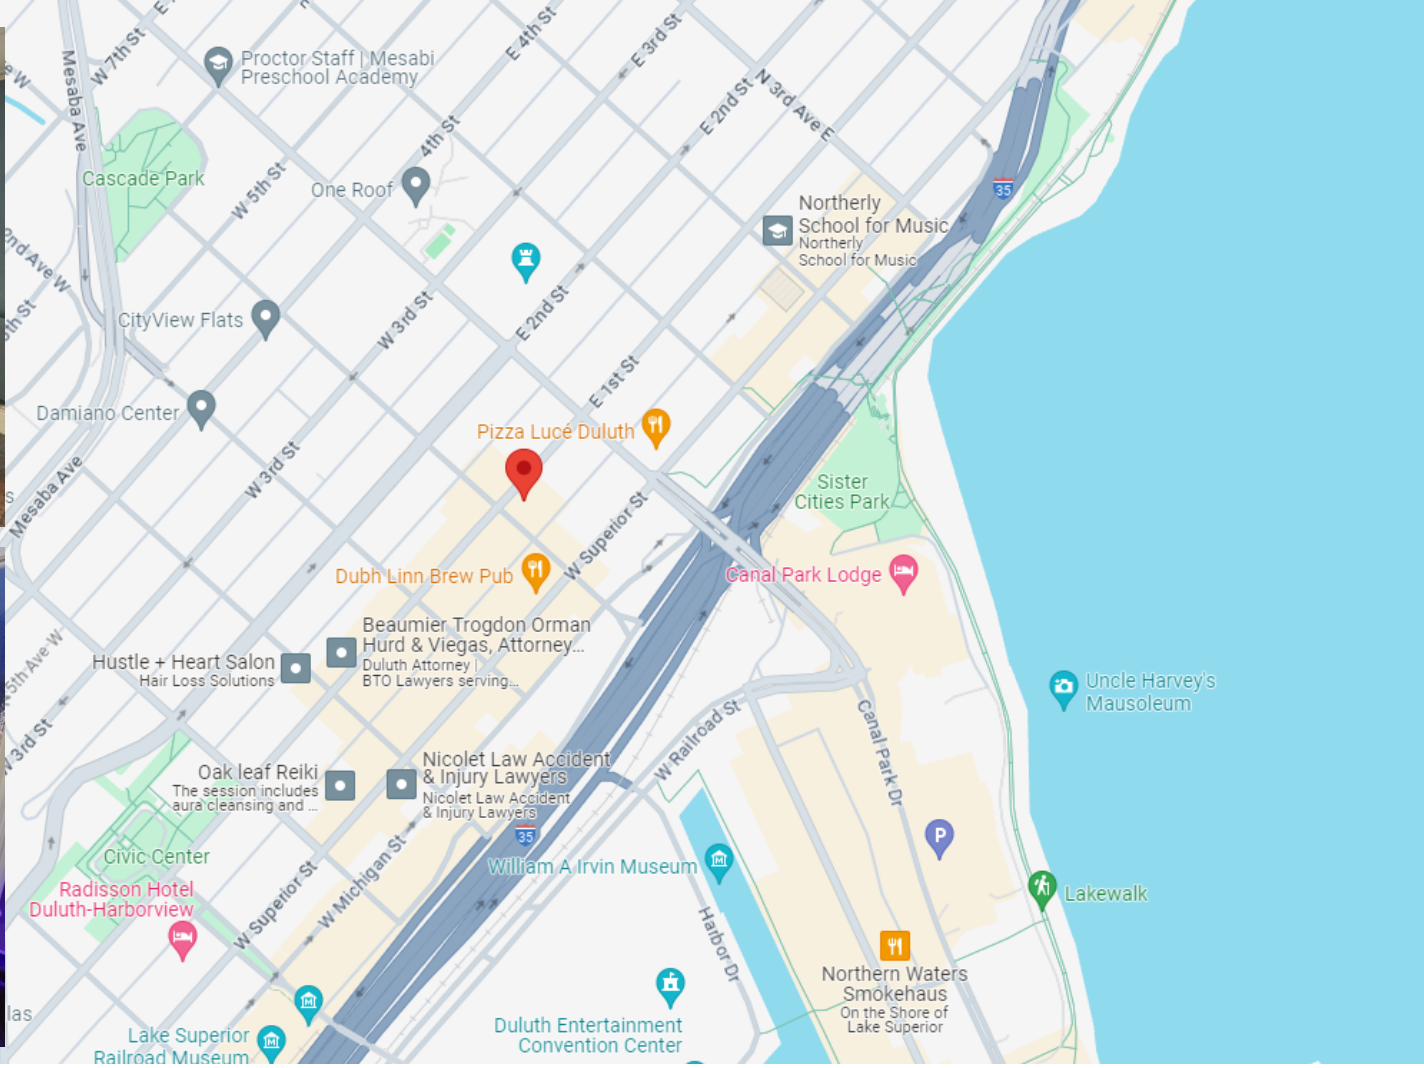 W 7th St
Mesaba Ave
Proctor Staff | Mesabi
Preschool Academy
E 4th St
E 3rd St
N 3rd Ave E
E 2nd St
4th St
Cascade Park
W 5th St
One Roof
35
Northerly
School for Music
Northerly
School for Music
2nd Ave W
CityView Flats
W 3rd St
E 2nd St
E 1st St
Damiano Center
Pizza Lucé Duluth
W 3rd St
Mesaba Ave
W Superior St
Sister
Cities Park
Dubh Linn Brew Pub
Canal Park Lodge
Beaumier Trogdon Orman
Hurd & Viegas, Attorney...
Duluth Attorney |
BTO Lawyers serving...
Hustle + Heart Salon
Hair Loss Solutions
N 5th Ave W
W 3rd St
Uncle Harvey's
Mausoleum
W Railroad St
Canal Park Dr
Oak leaf Reiki
The session includes
aura cleansing and ...
Nicolet Law Accident
& Injury Lawyers
Nicolet Law Accident
& Injury Lawyers
35
P
Civic Center
William A Irvin Museum
Radisson Hotel
Duluth-Harborview
W Superior St
W Michigan St
Lakewalk
Harbor Dr
Northern Waters
Smokehaus
On the Shore of
Lake Superior
Duluth Entertainment
Convention Center
Lake Superior
Railroad Museum